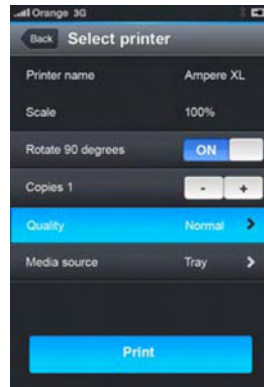 Orange 3G
Back Select printer
Printer name Ampere XL
Scale 100%
Rotate 90 degrees ON
Copies 1 - +
Quality Normal
Media source Tray
Print